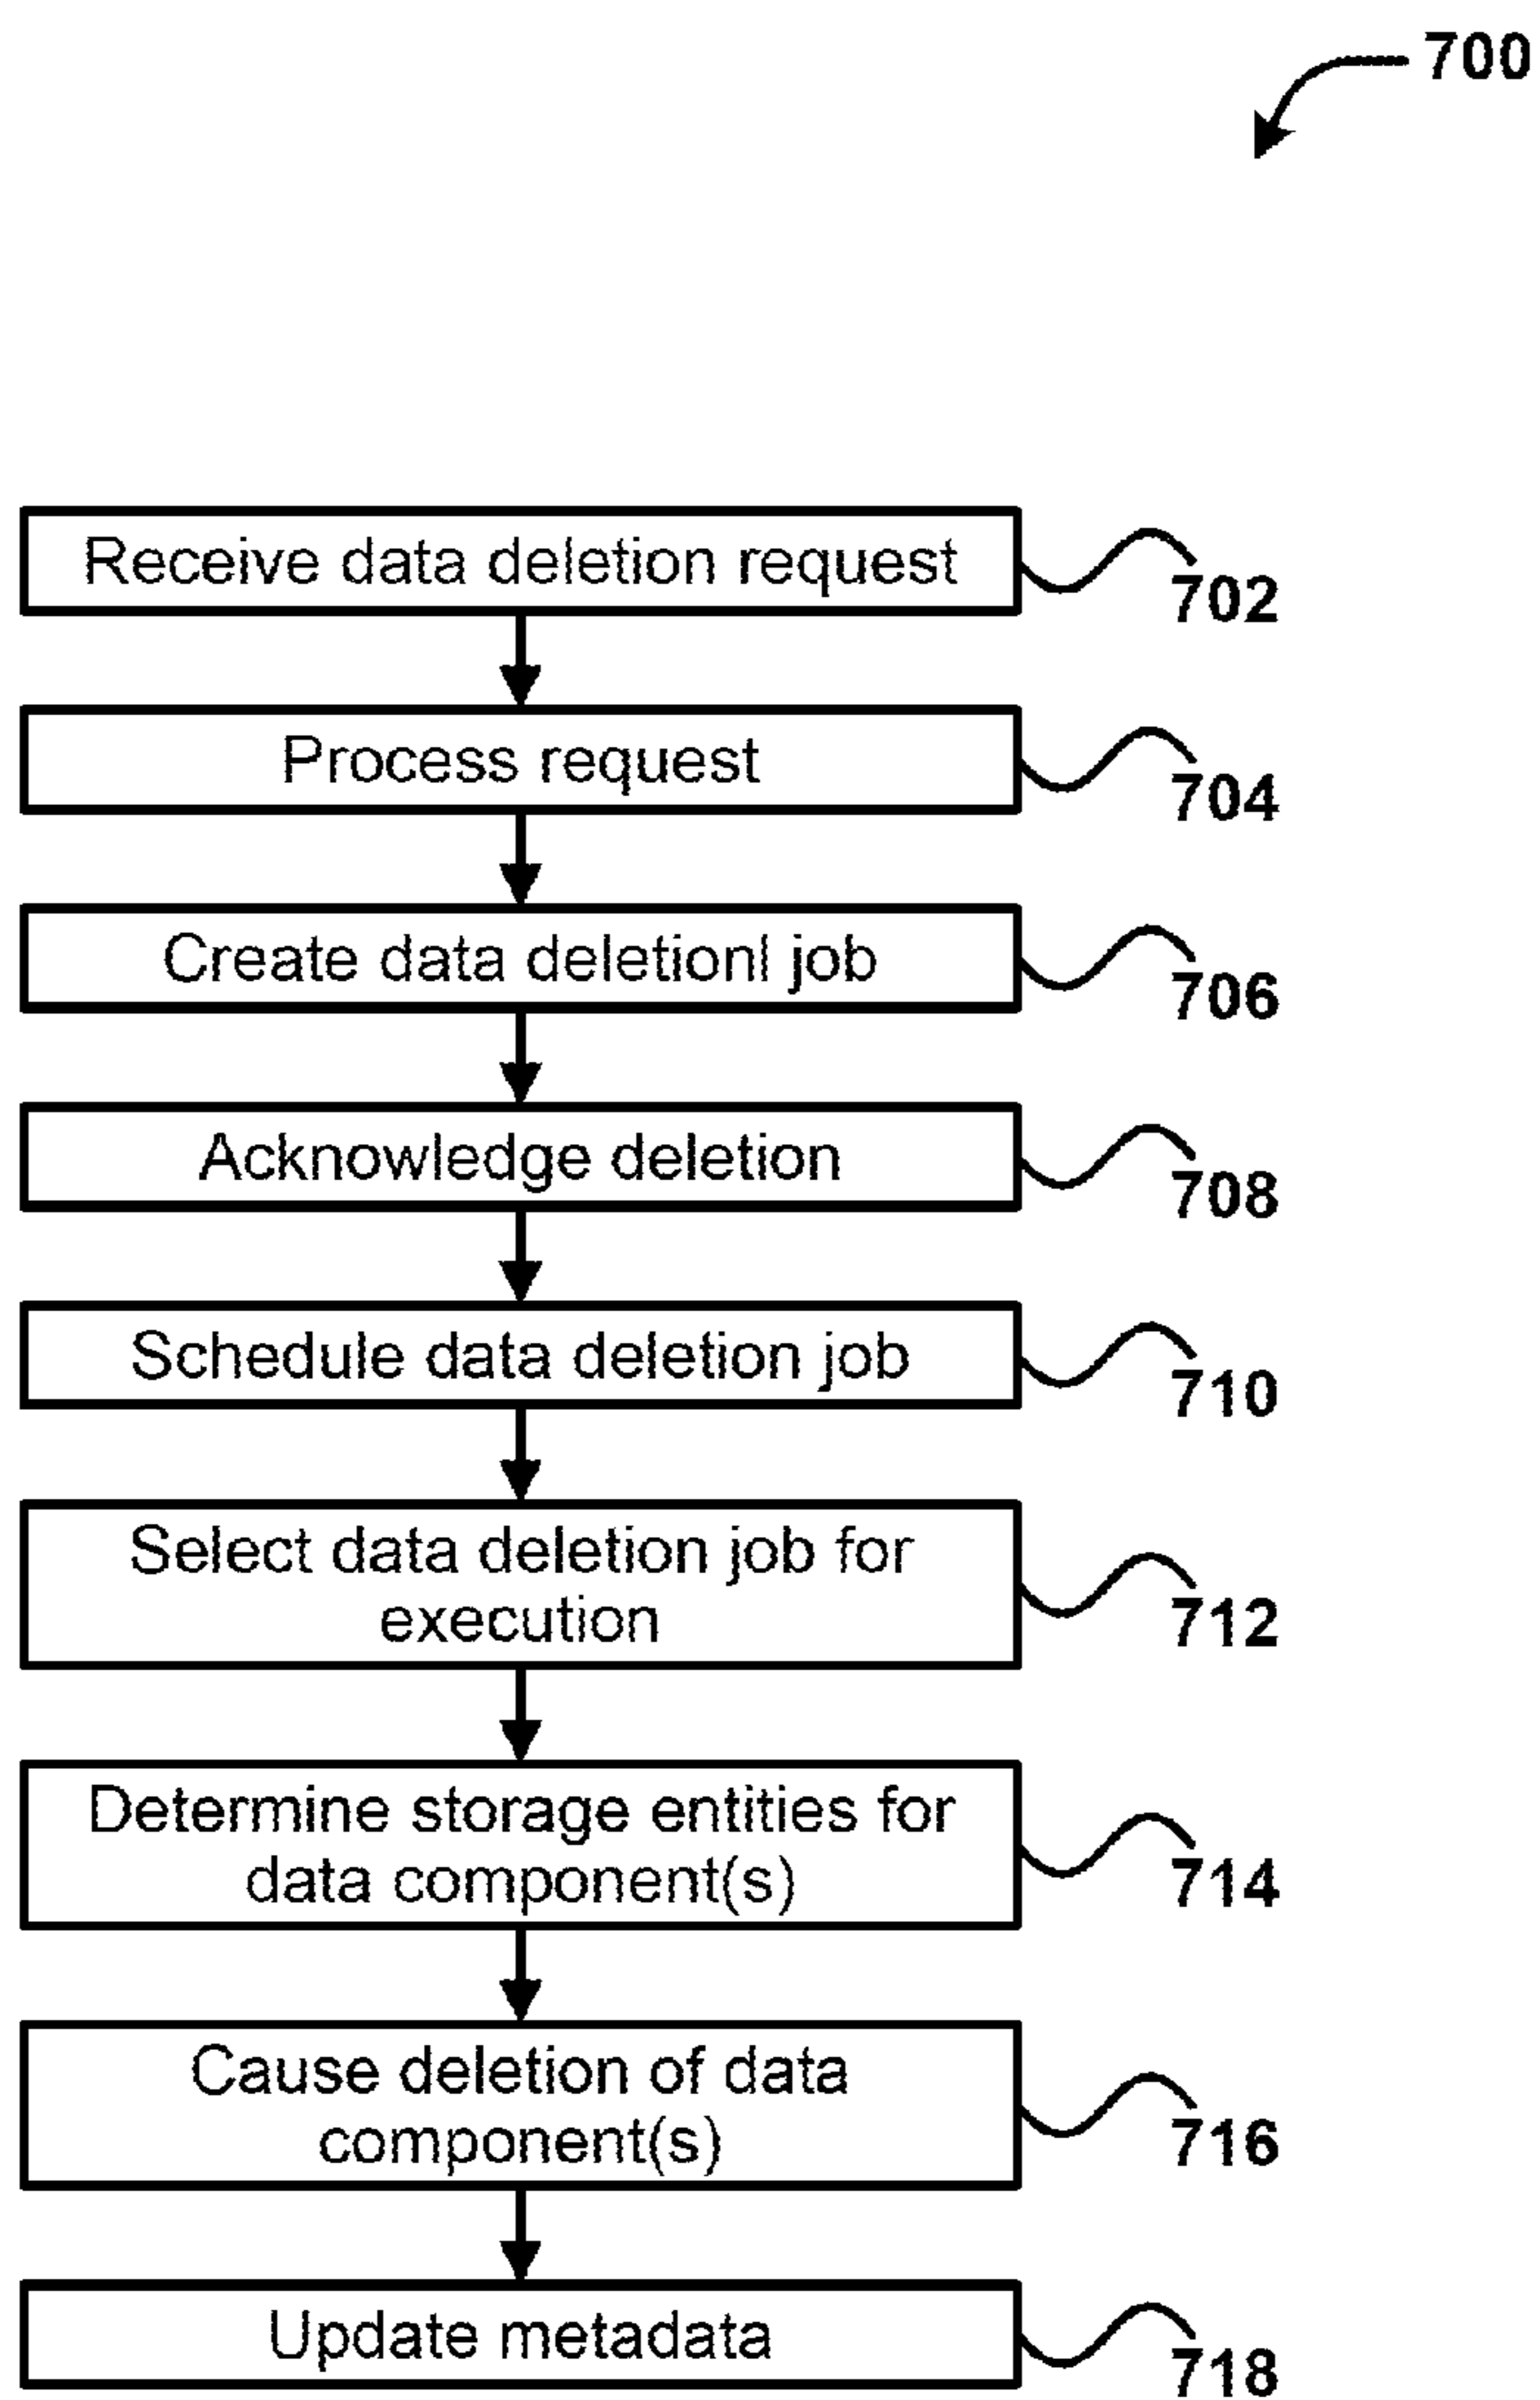 700
Receive data deletion request
702
Process request
704
Create data deletionl job
706
Acknowledge deletion
708
Schedule data deletion job
710
Select data deletion job for
execution
712
Determine storage entities for
data component(s)
714
Cause deletion of data
component(s)
716
Update metadata
718